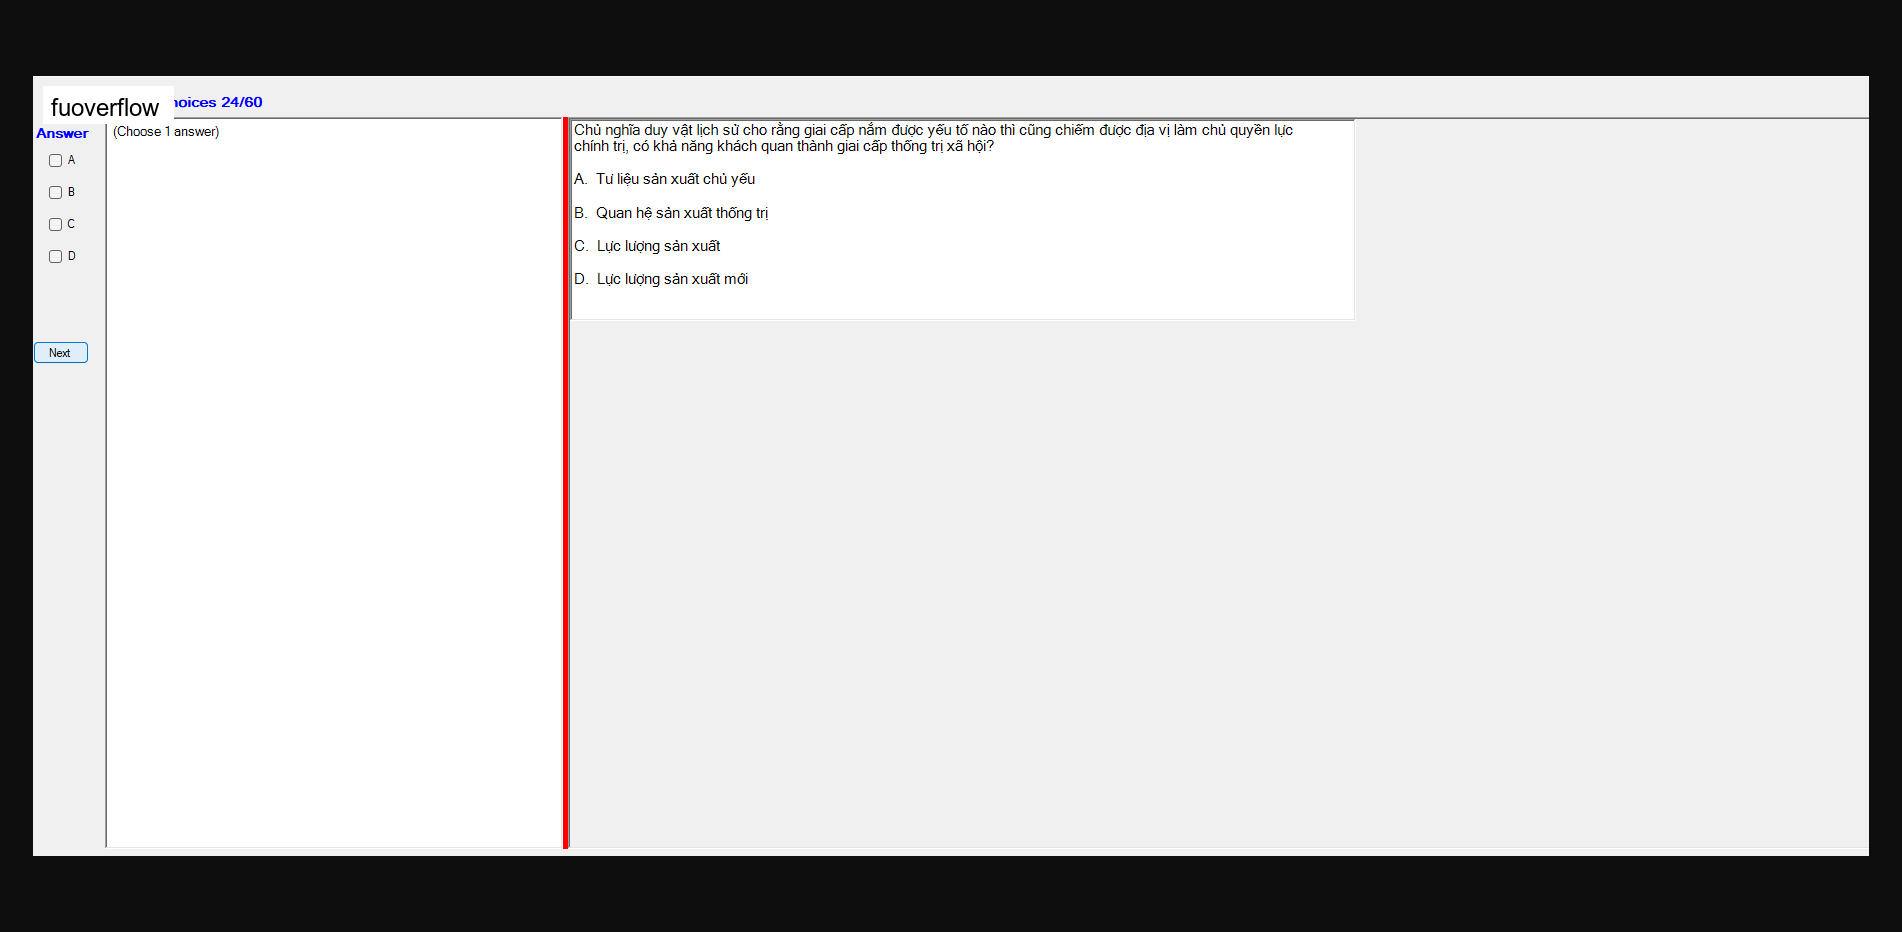 fuoverflow
hoices 24/60
Answer
(Choose 1 answer)
A
B
C
D
Next
Chủ nghĩa duy vật lịch sử cho rằng giai cấp nắm được yếu tố nào thì cũng chiếm được địa vị làm chủ quyền lực
chính trị, có khả năng khách quan thành giai cấp thống trị xã hội?
A. Tư liệu sản xuất chủ yếu
B. Quan hệ sản xuất thống trị
C. Lực lượng sản xuất
D. Lực lượng sản xuất mới